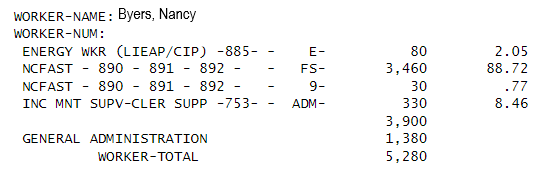 WORKER-NAME: Byers, Nancy
WORKER-NUM:
ENERGY WKR (LIEAP/CIP) -885- - E- 80 2.05
NCFAST - 890 - 891 - 892 - - FS- 3,460 88.72
NCFAST - 890 - 891 - 892 - - 9- 30 .77
INC MNT SUPV-CLER SUPP -753- - ADM- 330 8.46
3,900
GENERAL ADMINISTRATION 1,380
WORKER-TOTAL 5,280